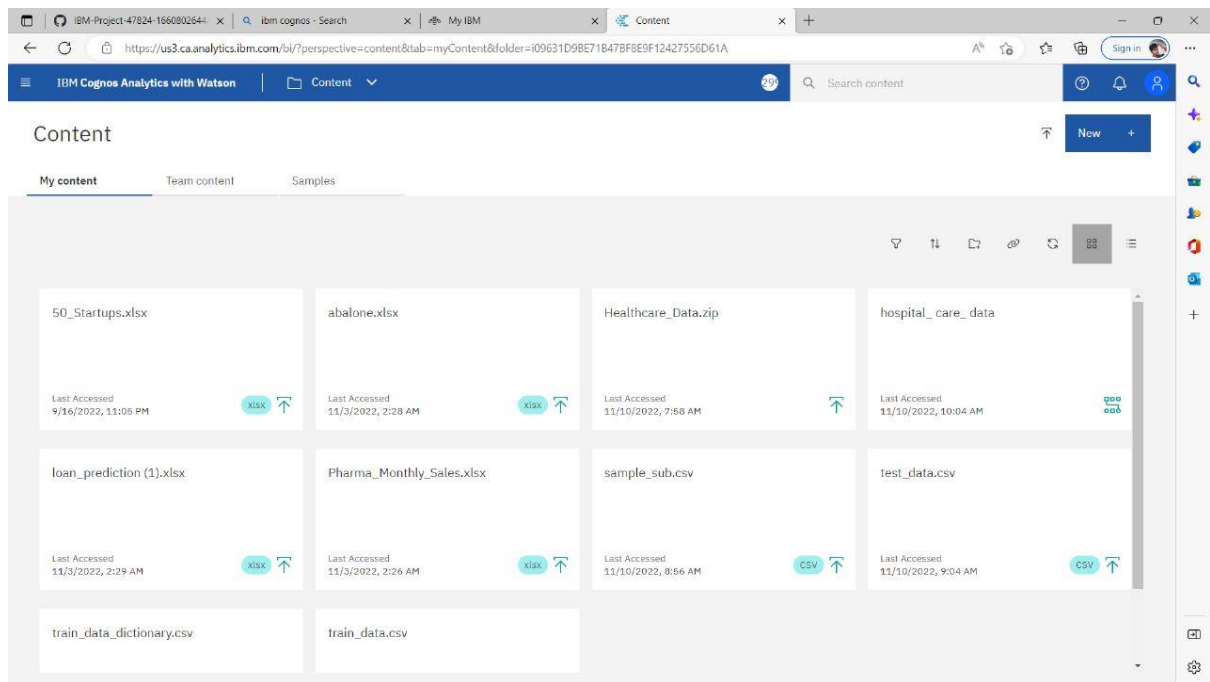 IBM-Project-47824-1660802644
ibm cognos - Search
My IBM
Content
https://us3.ca.analytics.ibm.com/bi/?perspective=content&tab=myContent&folder=i09631D9BE71B47BF8E9F12427556D61A
Sign in
IBM Cognos Analytics with Watson
Content
Search content
Content
New +
My content
Team content
Samples
50_Startups.xlsx
abalone.xlsx
Healthcare_Data.zip
hospital_ care_ data
Last Accessed
9/16/2022, 11:05 PM
xlsx
Last Accessed
11/3/2022, 2:28 AM
xlsx
Last Accessed
11/10/2022, 7:58 AM
Last Accessed
11/10/2022, 10:04 AM
loan_prediction (1).xlsx
Pharma_Monthly_Sales.xlsx
sample_sub.csv
test_data.csv
Last Accessed
11/3/2022, 2:29 AM
xlsx
Last Accessed
11/3/2022, 2:26 AM
xlsx
Last Accessed
11/10/2022, 8:56 AM
CSV
Last Accessed
11/10/2022, 9:04 AM
CSV
train_data_dictionary.csv
train_data.csv